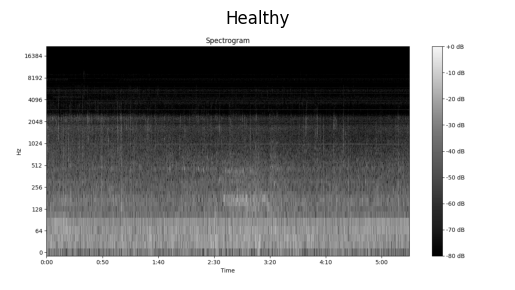 Healthy
Spectrogram
16384
8192
4096
2048
1024
512
256
128
64
0
Hz
0:00 0:50 1:40 2:30 3:20 4:10 5:00
Time
+0 dB
-10 dB
-20 dB
-30 dB
-40 dB
-50 dB
-60 dB
-70 dB
-80 dB